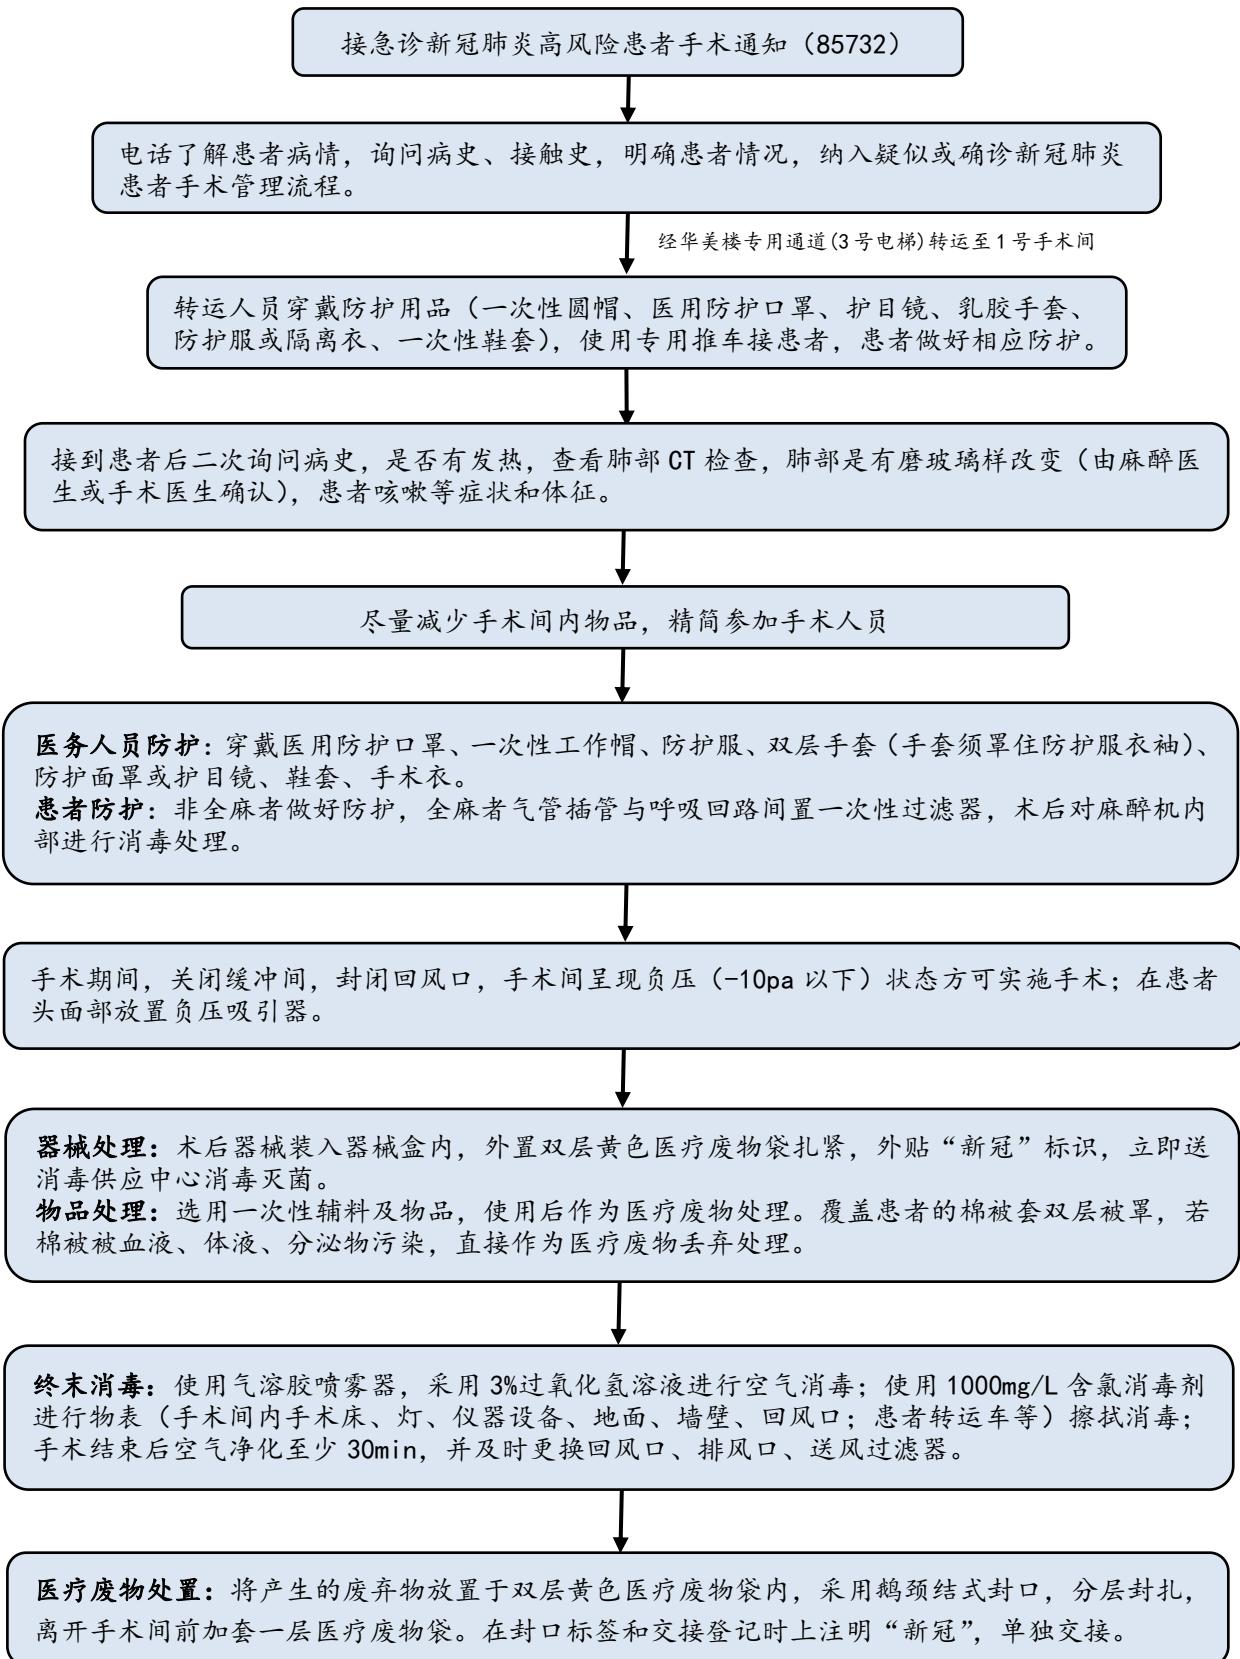 接急诊新冠肺炎高风险患者手术通知（85732）
电话了解患者病情，询问病史、接触史，明确患者情况，纳入疑似或确诊新冠肺炎
患者手术管理流程。
经华美楼专用通道(3号电梯)转运至1号手术间
转运人员穿戴防护用品（一次性圆帽、医用防护口罩、护目镜、乳胶手套、
防护服或隔离衣、一次性鞋套），使用专用推车接患者，患者做好相应防护。
接到患者后二次询问病史，是否有发热，查看肺部CT检查，肺部是有磨玻璃样改变（由麻醉医
生或手术医生确认），患者咳嗽等症状和体征。
尽量减少手术间内物品，精简参加手术人员
医务人员防护：穿戴医用防护口罩、一次性工作帽、防护服、双层手套（手套须罩住防护服衣袖）、
防护面罩或护目镜、鞋套、手术衣。
患者防护：非全麻者做好防护，全麻者气管插管与呼吸回路间置一次性过滤器，术后对麻醉机内
部进行消毒处理。
手术期间，关闭缓冲间，封闭回风口，手术间呈现负压（-10pa以下）状态方可实施手术；在患者
头面部放置负压吸引器。
器械处理：术后器械装入器械盒内，外置双层黄色医疗废物袋扎紧，外贴“新冠”标识，立即送
消毒供应中心消毒灭菌。
物品处理：选用一次性辅料及物品，使用后作为医疗废物处理。覆盖患者的棉被套双层被罩，若
棉被被血液、体液、分泌物污染，直接作为医疗废物丢弃处理。
终末消毒：使用气溶胶喷雾器，采用3%过氧化氢溶液进行空气消毒；使用1000mg/L含氯消毒剂
进行物表（手术间内手术床、灯、仪器设备、地面、墙壁、回风口；患者转运车等）擦拭消毒；
手术结束后空气净化至少30min，并及时更换回风口、排风口、送风过滤器。
医疗废物处置：将产生的废弃物放置于双层黄色医疗废物袋内，采用鹅颈结式封口，分层封扎，
离开手术间前加套一层医疗废物袋。在封口标签和交接登记时上注明“新冠”，单独交接。